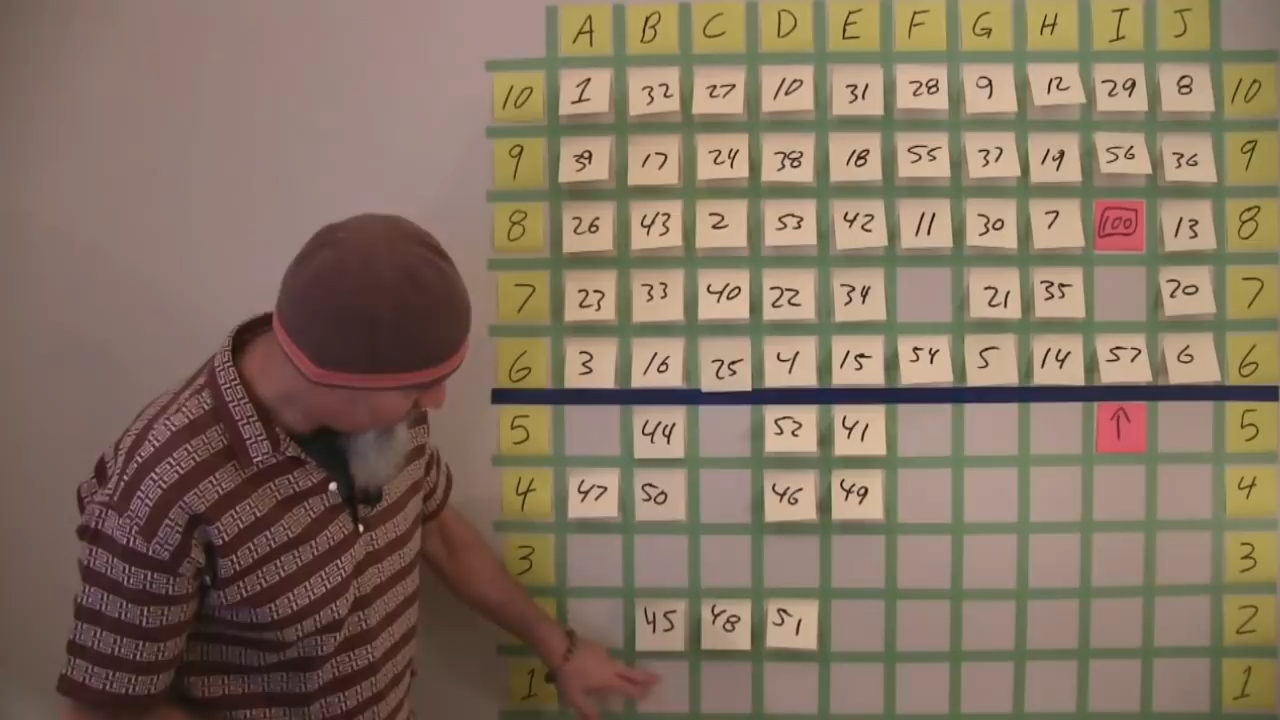 A B C D E F G H I J
10 1 32 27 10 31 28 9 12 29 8 10
9 39 17 24 38 18 55 37 19 56 36 9
8 26 43 2 53 42 11 30 7 100 13 8
7 23 33 40 22 34 21 35 20 7
6 3 16 25 4 15 54 5 14 57 6 6
5 44 52 41 ↑ 5
4 47 50 46 49 4
3 3
45 48 51 2
1 1